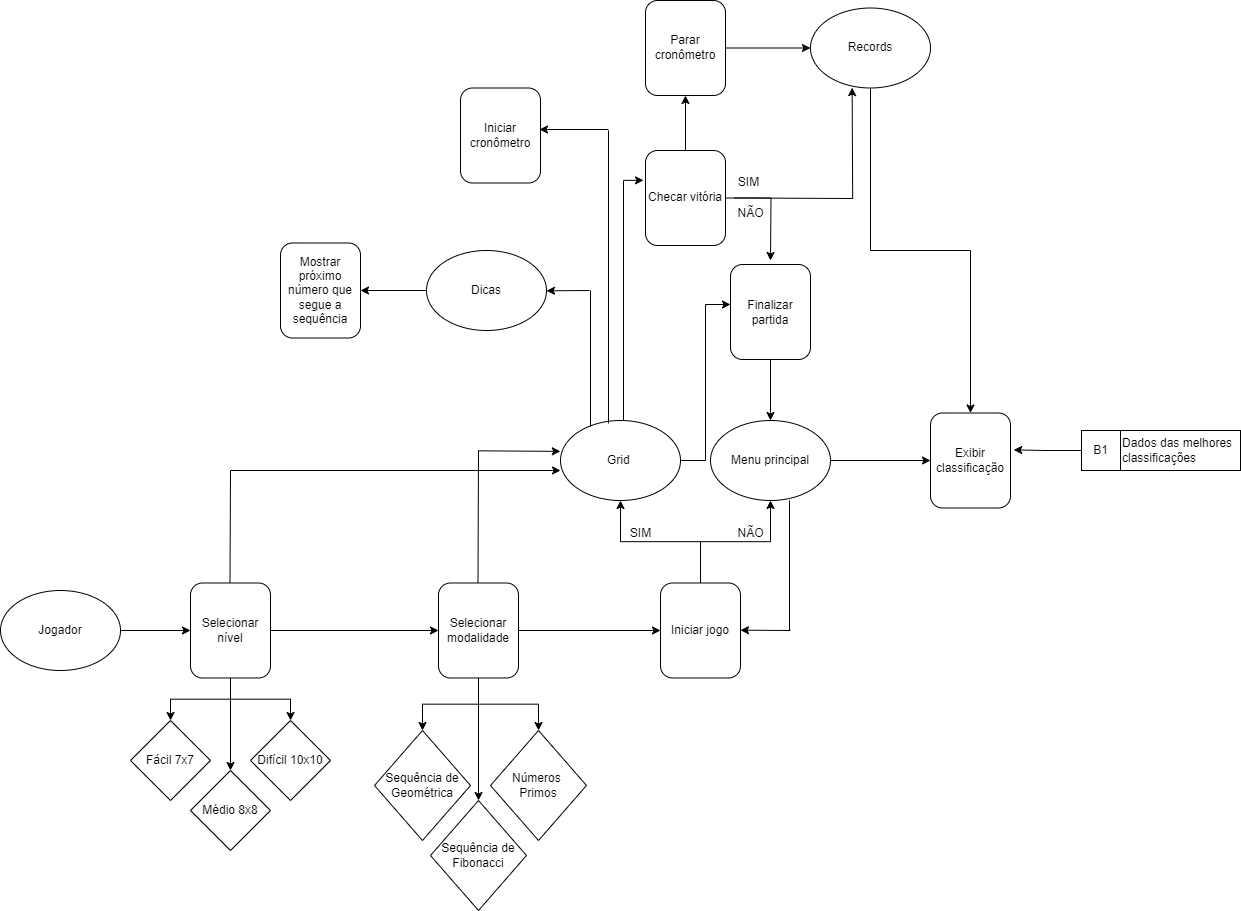 Parar
cronômetro
Records
Iniciar
cronômetro
Checar vitória
SIM
NÃO
Mostrar
próximo
número que
segue a
sequência
Dicas
Finalizar
partida
Grid
Menu principal
Exibir
classificação
B1
Dados das melhores
classificações
SIM
NÃO
Jogador
Selecionar
nível
Selecionar
modalidade
Iniciar jogo
Fácil 7x7
Médio 8x8
Difícil 10x10
Sequência de
Geométrica
Números
Primos
Sequência de
Fibonacci